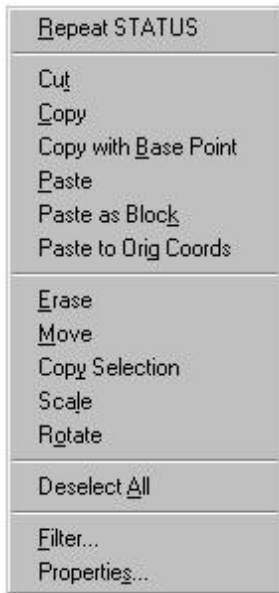 Repeat STATUS
Cut
Copy
Copy with Base Point
Paste
Paste as Block
Paste to Orig Coords
Erase
Move
Copy Selection
Scale
Rotate
Deselect All
Filter...
Properties...